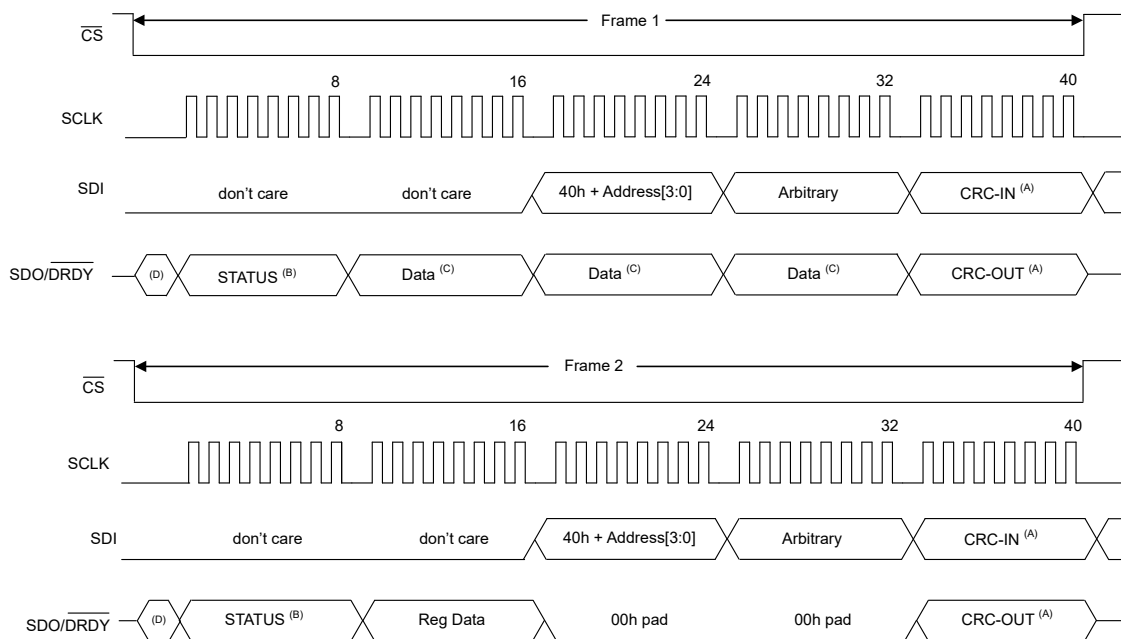 Frame 1
CS
8 16 24 32 40
SCLK
SDI don't care don't care 40h + Address[3:0] Arbitrary CRC-IN (A)
SDO/DRDY (D) STATUS (B) Data (C) Data (C) Data (C) CRC-OUT (A)
Frame 2
CS
8 16 24 32 40
SCLK
SDI don't care don't care 40h + Address[3:0] Arbitrary CRC-IN (A)
SDO/DRDY (D) STATUS (B) Reg Data 00h pad 00h pad CRC-OUT (A)